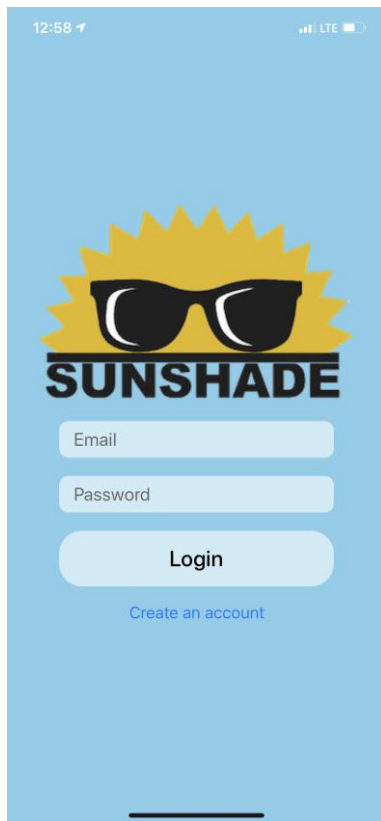 12:58
LTE
SUNSHADE
Email
Password
Login
Create an account